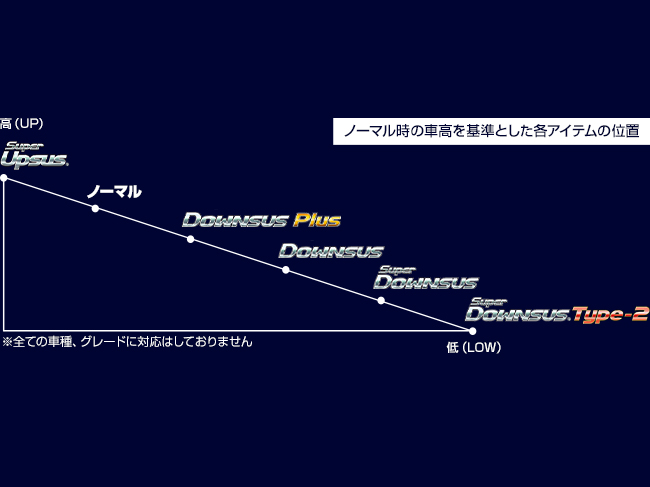 高（UP）
ノーマル時の車高を基準とした各アイテムの位置
Super
Upsus.
ノーマル
Downsus Plus
Downsus
Super
Downsus
Super
Downsus. Type-2
※全ての車種、グレードに対応はしておりません
低（LOW）